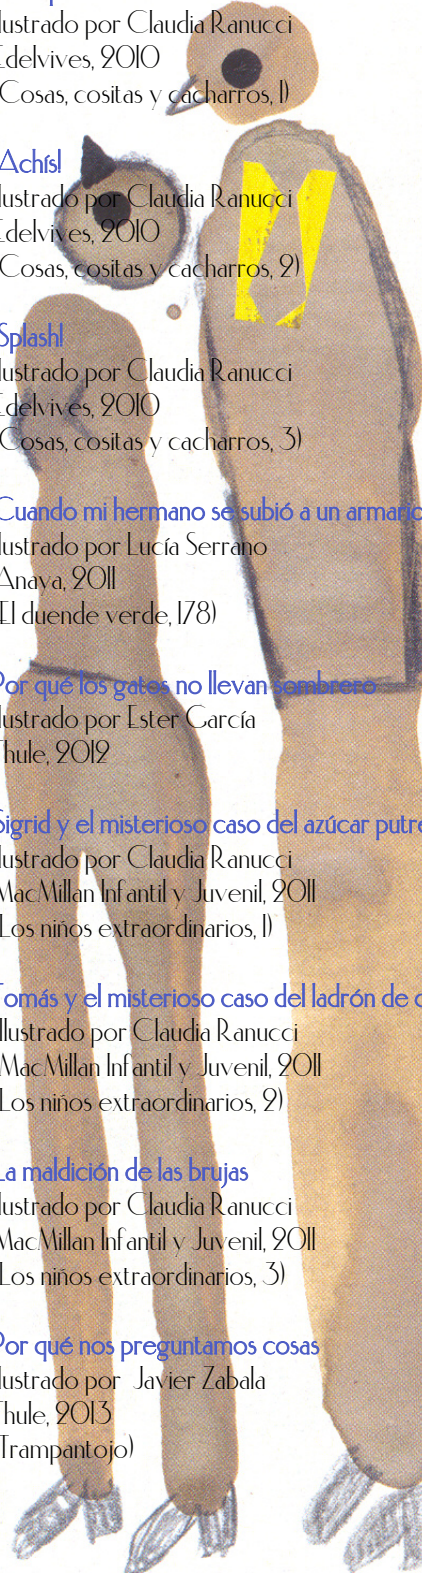 lustrado por Claudia Ranucci
Edelvives, 2010
(Cosas, cositas y cacharros, 1)
¡Achís!
lustrado por Claudia Ranucci
Edelvives, 2010
(Cosas, cositas y cacharros, 2)
Splash!
lustrado por Claudia Ranucci
Edelvives, 2010
(Cosas, cositas y cacharros, 3)
Cuando mi hermano se subió a un armario
lustrado por Lucía Serrano
Anaya, 2011
(El duende verde, 178)
Por qué los gatos no llevan sombrero
lustrado por Ester García
Thule, 2012
Sigrid y el misterioso caso del azúcar putre
lustrado por Claudia Ranucci
MacMillan Infantil y Juvenil, 2011
(Los niños extraordinarios, 1)
Tomás y el misterioso caso del ladrón de
Ilustrado por Claudia Ranucci
MacMillan Infantil y Juvenil, 2011
(Los niños extraordinarios, 2)
La maldición de las brujas
lustrado por Claudia Ranucci
MacMillan Infantil y Juvenil, 2011
(Los niños extraordinarios, 3)
Por qué nos preguntamos cosas
lustrado por Javier Zabala
Thule, 2013
(Trampantojo)